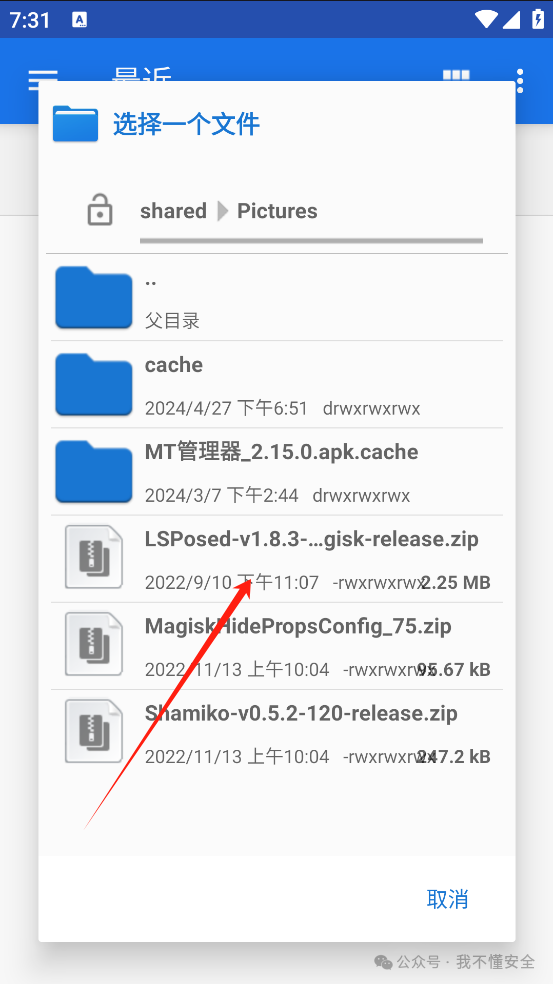 7:31 A
最近
选择一个文件
shared Pictures
..
父目录
cache
2024/4/27 下午6:51 drwxrwxrwx
MT管理器_2.15.0.apk.cache
2024/3/7 下午2:44 drwxrwxrwx
LSPosed-v1.8.3-...gisk-release.zip
2022/9/10 下午11:07 -rwxrwxrwx 2.25 MB
MagiskHidePropsConfig_75.zip
2022/11/13 上午10:04 -rwxrwxrwx 95.67 kB
Shamiko-v0.5.2-120-release.zip
2022/11/13 上午10:04 -rwxrwxrwx 247.2 kB
取消
公众号 · 我不懂安全